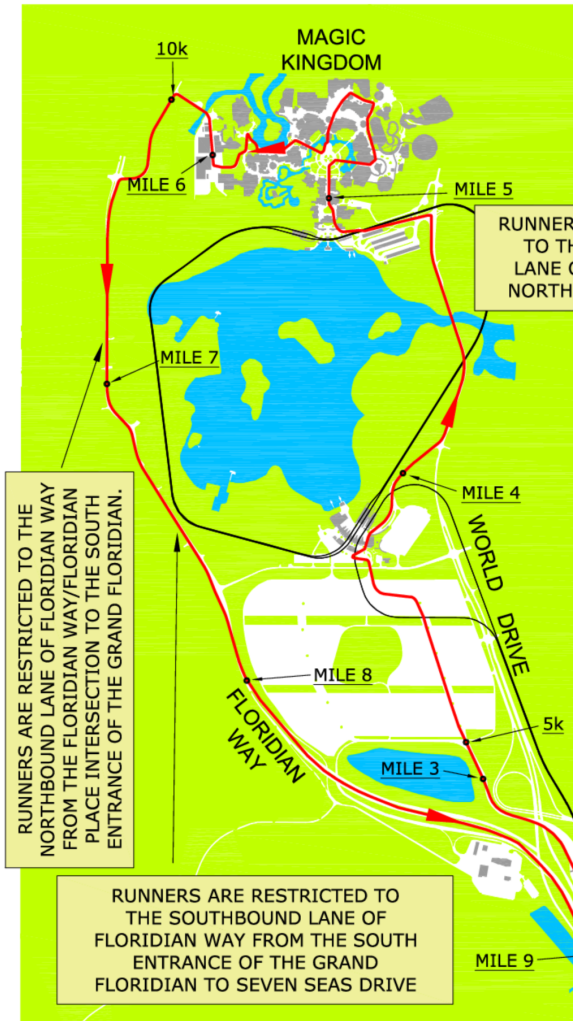 MAGIC
KINGDOM
10k
MILE 6
MILE 5
RUNNER
TO TH
LANE O
NORTH
MILE 7
MILE 4
WORLD DRIVE
RUNNERS ARE RESTRICTED TO THE
NORTHBOUND LANE OF FLORIDIAN WAY
FROM THE FLORIDIAN WAY/FLORIDIAN
PLACE INTERSECTION TO THE SOUTH
ENTRANCE OF THE GRAND FLORIDIAN.
MILE 8
FLORIDIAN
WAY
5k
MILE 3
RUNNERS ARE RESTRICTED TO
THE SOUTHBOUND LANE OF
FLORIDIAN WAY FROM THE SOUTH
ENTRANCE OF THE GRAND
FLORIDIAN TO SEVEN SEAS DRIVE
MILE 9